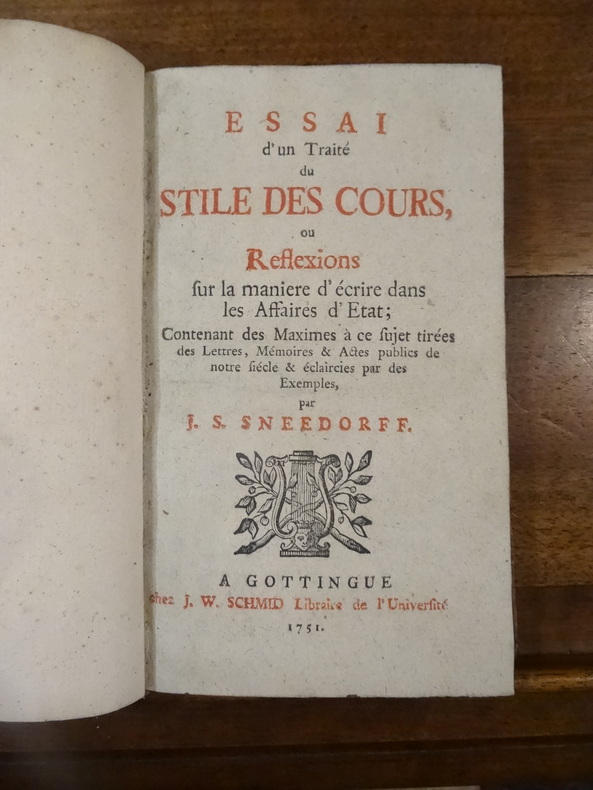 ESSAI
d'un Traité
du
STILE DES COURS,
ou
Reflexions
ſur la maniere d'écrire dans
les Affaires d'Etat;
Contenant des Maximes à ce ſujet tirées
des Lettres, Mémoires & Actes publics de
notre ſiécle & éclaircies par des
Exemples,
par
J. S. SNEEDORFF.
A GOTTINGUE
chez J. W. SCHMID Libraire de l'Université
1751.